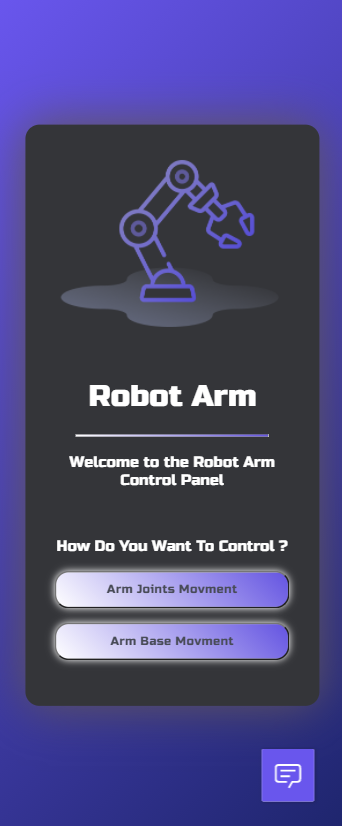 Robot Arm
Welcome to the Robot Arm
Control Panel
How Do You Want To Control ?
Arm Joints Movment
Arm Base Movment